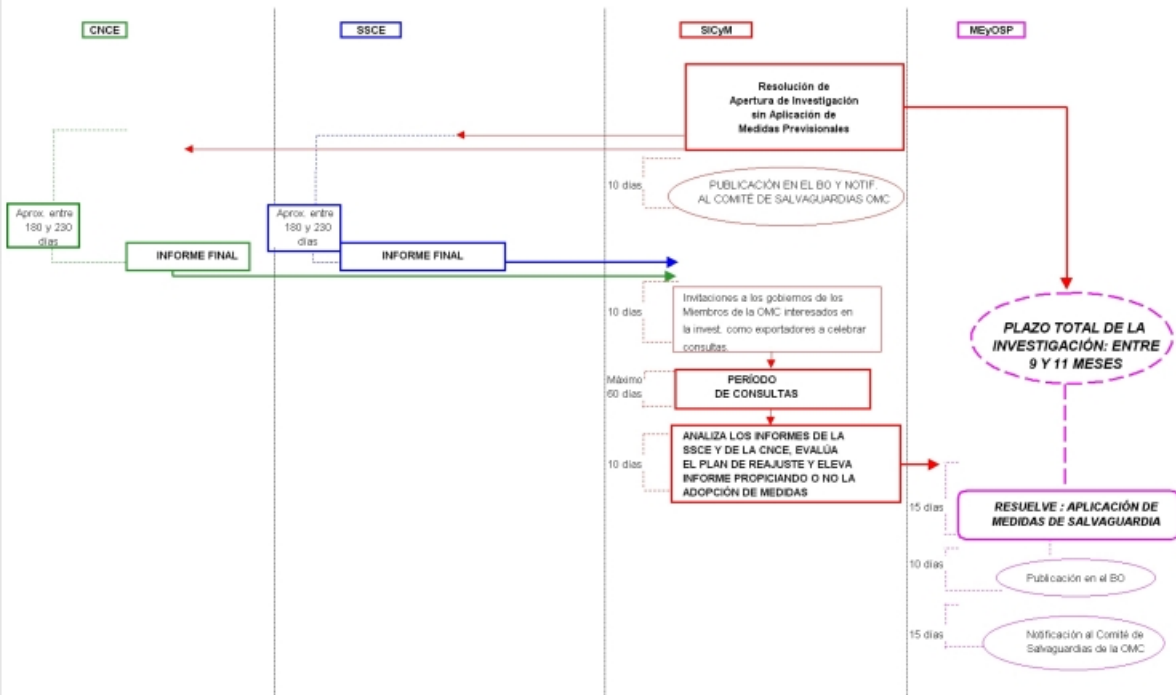 CNCE
SSCE
SICyM
MEyOSP
Resolución de
Apertura de Investigación
sin Aplicación de
Medidas Previsionales
10 días
PUBLICACIÓN EN EL BO Y NOTIF.
AL COMITÉ DE SALVAGUARDIAS OMC
Aprox. entre
180 y 230
días
INFORME FINAL
Aprox. entre
180 y 230
días
INFORME FINAL
10 días
Invitaciones a los gobiernos de los
Miembros de la OMC interesados en
la invest. como exportadores a celebrar
consultas.
Máximo
60 días
PERÍODO
DE CONSULTAS
10 días
ANALIZA LOS INFORMES DE LA
SSCE Y DE LA CNCE, EVALÚA
EL PLAN DE REAJUSTE Y ELEVA
INFORME PROPICIANDO O NO LA
ADOPCIÓN DE MEDIDAS
PLAZO TOTAL DE LA
INVESTIGACIÓN: ENTRE
9 Y 11 MESES
15 días
RESUELVE : APLICACIÓN DE
MEDIDAS DE SALVAGUARDIA
10 días
Publicación en el BO
15 días
Notificación al Comité de
Salvaguardias de la OMC